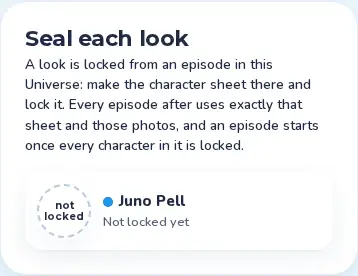 Seal each look
A look is locked from an episode in this
Universe: make the character sheet there and
lock it. Every episode after uses exactly that
sheet and those photos, and an episode starts
once every character in it is locked.
not
locked
Juno Pell
Not locked yet